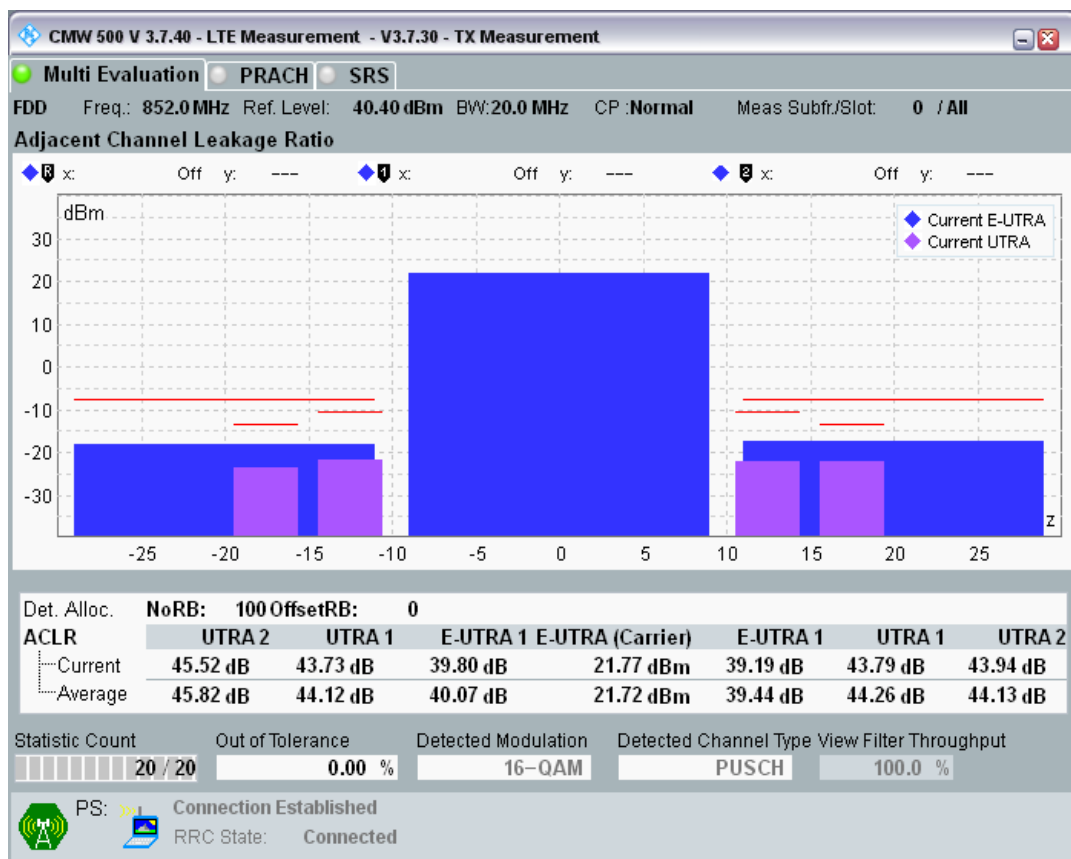 CMW 500 V 3.7.40 - LTE Measurement - V3.7.30 - TX Measurement
Multi Evaluation PRACH SRS
FDD Freq.: 852.0 MHz Ref. Level: 40.40 dBm BW:20.0 MHz CP :Normal Meas Subfr./Slot: 0 / All
Adjacent Channel Leakage Ratio
R x: Off y: --- 1 x: Off y: --- 2 x: Off y: ---
dBm
Current E-UTRA
Current UTRA
30
20
10
0
-10
-20
-30
z
-25 -20 -15 -10 -5 0 5 10 15 20 25
Det. Alloc. NoRB: 100 OffsetRB: 0
ACLR UTRA 2 UTRA 1 E-UTRA 1 E-UTRA (Carrier) E-UTRA 1 UTRA 1 UTRA 2
Current 45.52 dB 43.73 dB 39.80 dB 21.77 dBm 39.19 dB 43.79 dB 43.94 dB
Average 45.82 dB 44.12 dB 40.07 dB 21.72 dBm 39.44 dB 44.26 dB 44.13 dB
Statistic Count Out of Tolerance Detected Modulation Detected Channel Type View Filter Throughput
20 / 20 0.00 % 16-QAM PUSCH 100.0 %
PS: Connection Established
RRC State: Connected